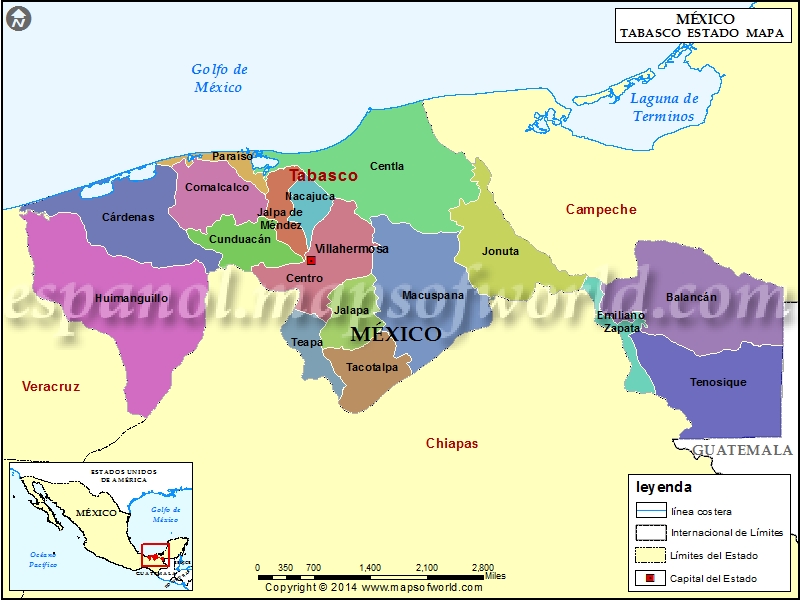 N
MÉXICO
TABASCO ESTADO MAPA
Golfo de
México
Laguna de
Terminos
Paraíso
Centla
Tabasco
Comalcalco
Nacajuca
Cárdenas
Jalpa de
Méndez
Campeche
Cunduacán
Villahermosa
Jonuta
Centro
Huimanguillo
Macuspana
Balancán
espanol.mapsofworld.com
Jalapa
Emiliano
Zapata
MÉXICO
Teapa
Tacotalpa
Tenosique
Veracruz
Chiapas
GUATEMALA
ESTADOS UNIDOS
DE AMÉRICA
MÉXICO
Golfo de
México
Océano
Pacífico
GUATEMALA
leyenda
línea costera
Internacional de Límites
Límites del Estado
Capital del Estado
0 350 700 1,400 2,100 2,800
Miles
Copyright © 2014 www.mapsofworld.com